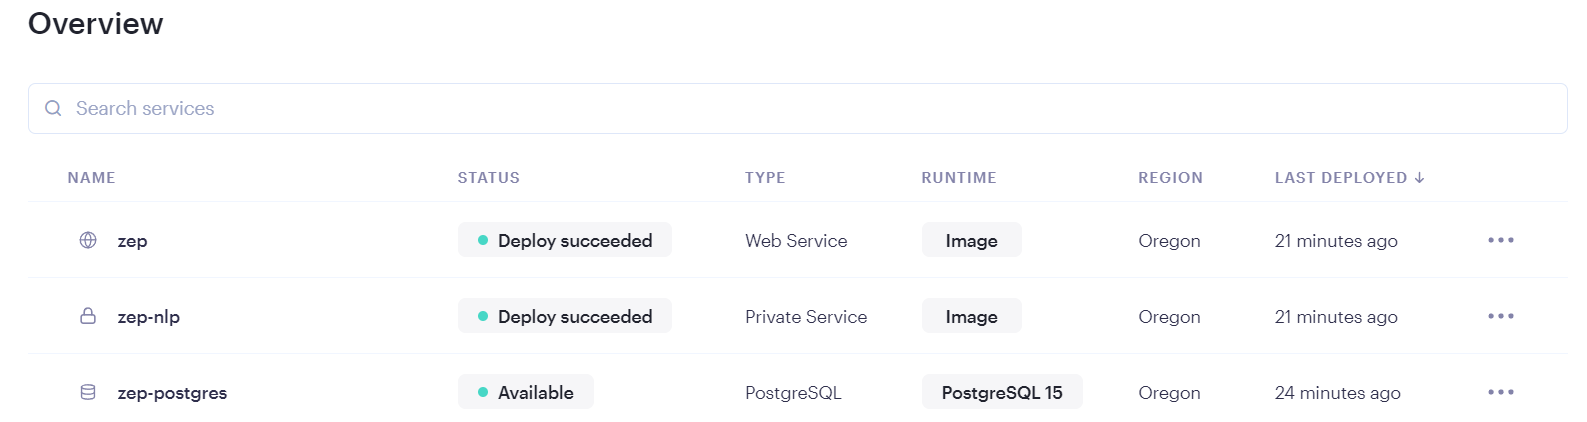 Overview
Search services
NAME STATUS TYPE RUNTIME REGION LAST DEPLOYED ↓
zep Deploy succeeded Web Service Image Oregon 21 minutes ago
zep-nlp Deploy succeeded Private Service Image Oregon 21 minutes ago
zep-postgres Available PostgreSQL PostgreSQL 15 Oregon 24 minutes ago